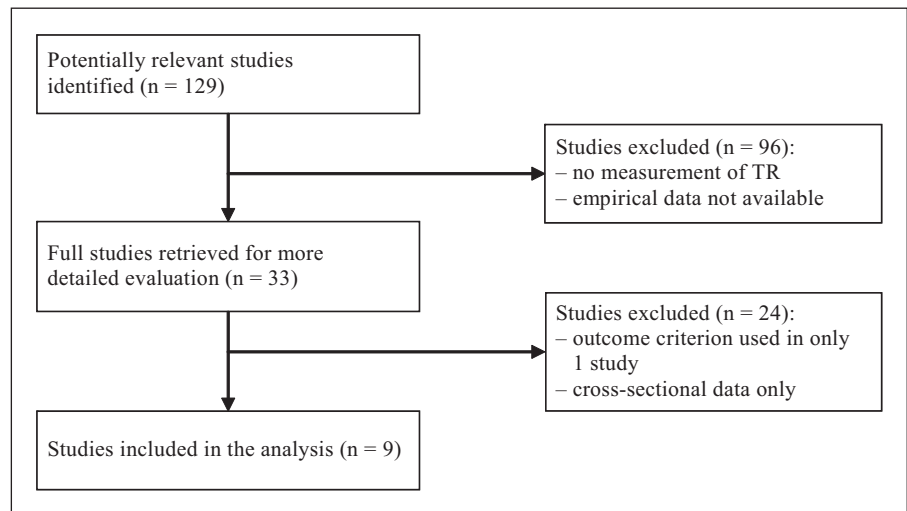 Potentially relevant studies
identified (n = 129)
Studies excluded (n = 96):
– no measurement of TR
– empirical data not available
Full studies retrieved for more
detailed evaluation (n = 33)
Studies excluded (n = 24):
– outcome criterion used in only
1 study
– cross-sectional data only
Studies included in the analysis (n = 9)